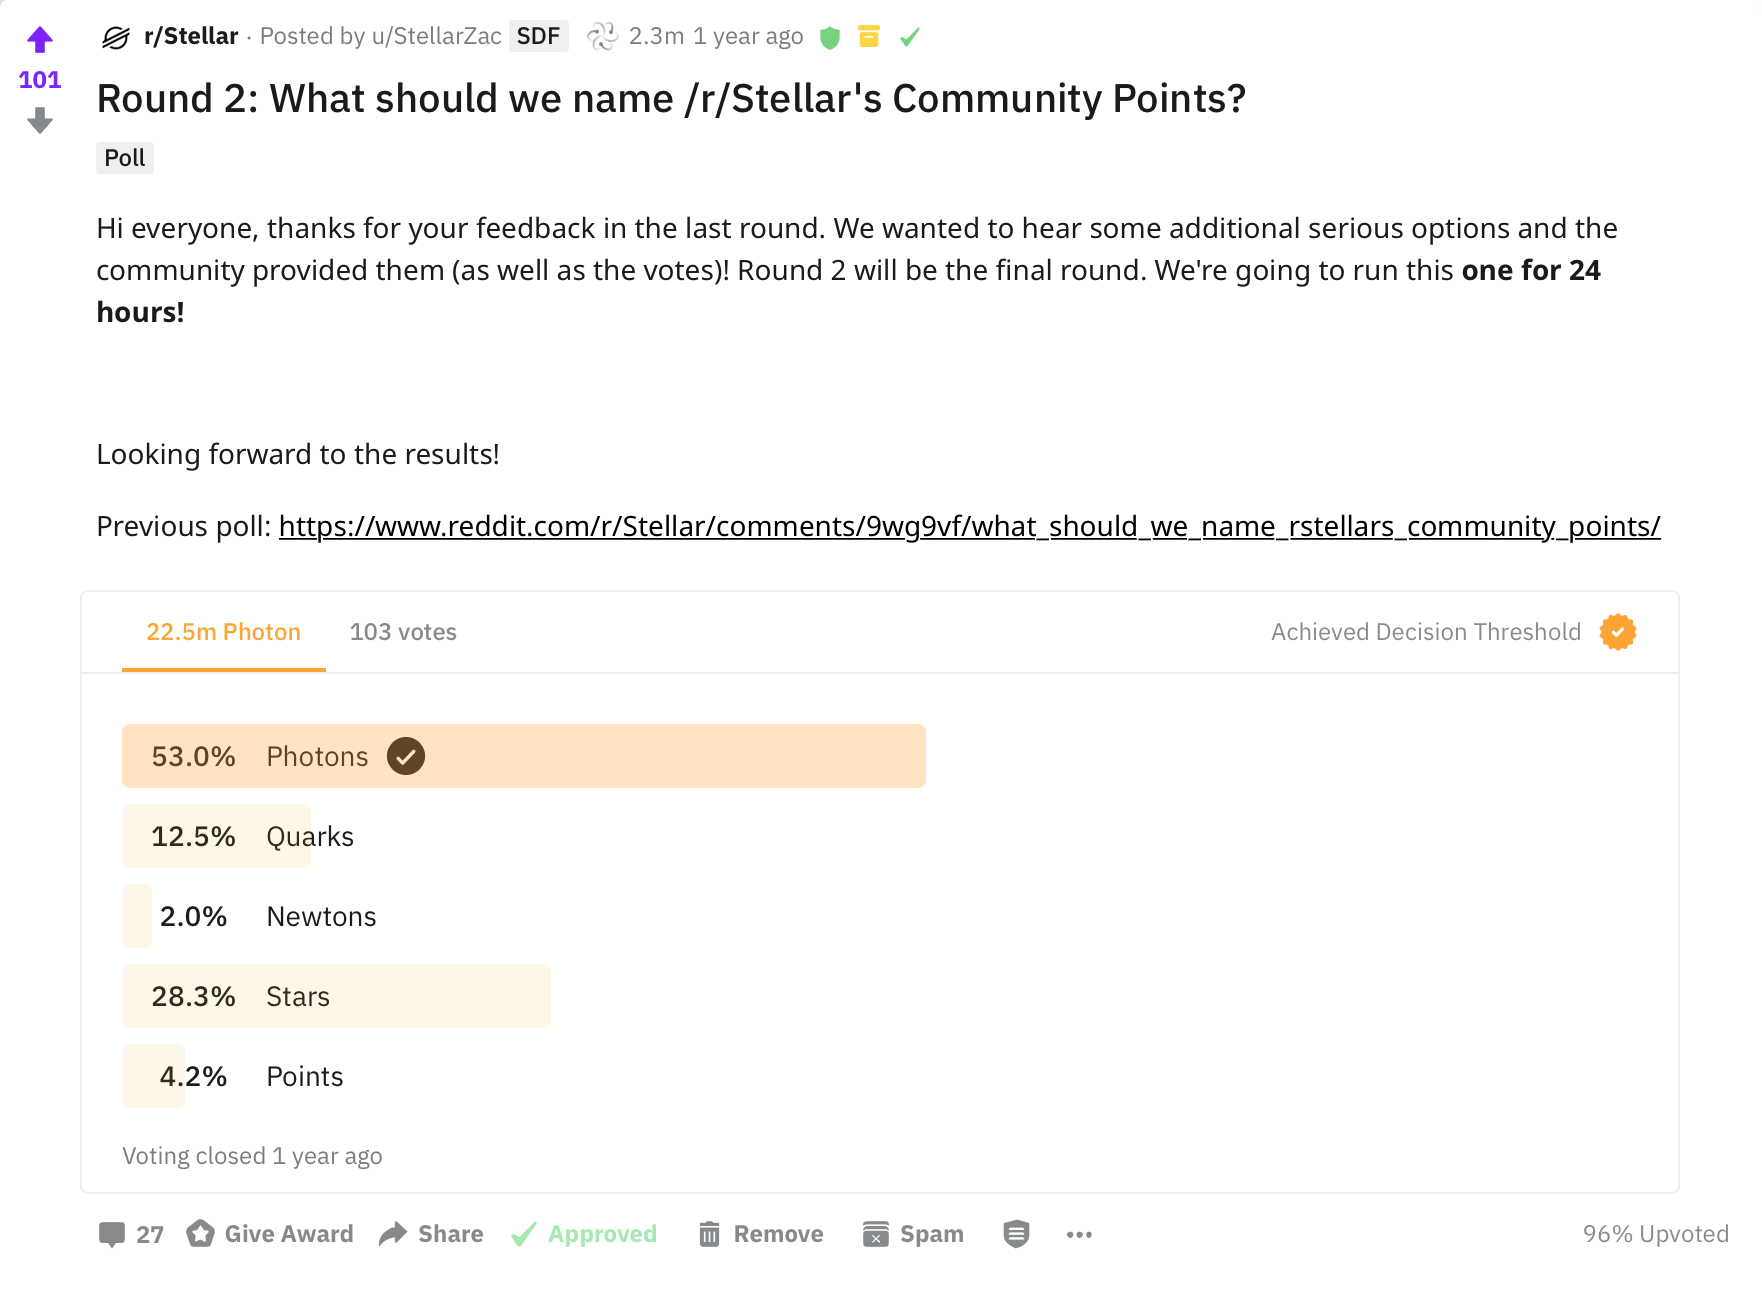 r/Stellar · Posted by u/StellarZac SDF 2.3m 1 year ago
101
Round 2: What should we name /r/Stellar's Community Points?
Poll
Hi everyone, thanks for your feedback in the last round. We wanted to hear some additional serious options and the
community provided them (as well as the votes)! Round 2 will be the final round. We're going to run this one for 24
hours!
Looking forward to the results!
Previous poll: https://www.reddit.com/r/Stellar/comments/9wg9vf/what_should_we_name_rstellars_community_points/
22.5m Photon 103 votes Achieved Decision Threshold
53.0% Photons
12.5% Quarks
2.0% Newtons
28.3% Stars
4.2% Points
Voting closed 1 year ago
27 Give Award Share Approved Remove Spam 96% Upvoted